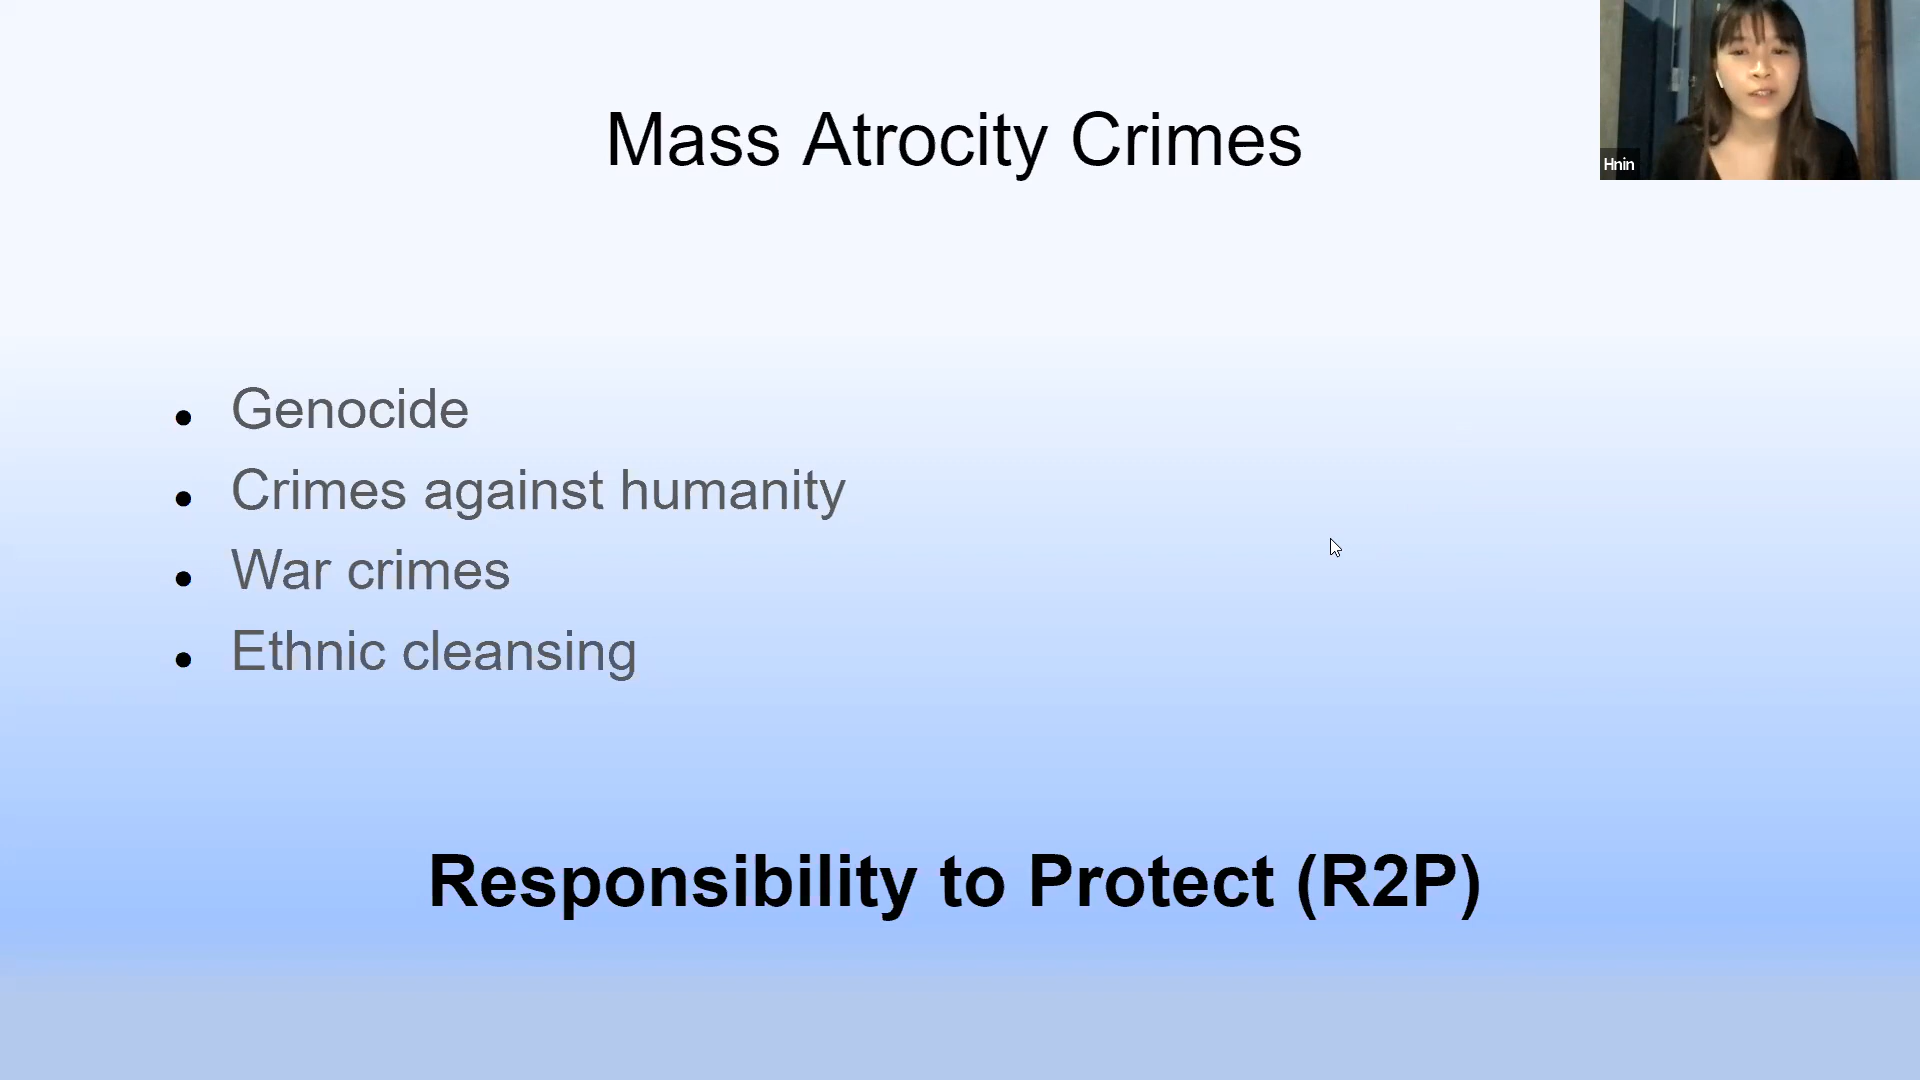 Mass Atrocity Crimes
Hnin
• Genocide
• Crimes against humanity
• War crimes
• Ethnic cleansing
Responsibility to Protect (R2P)